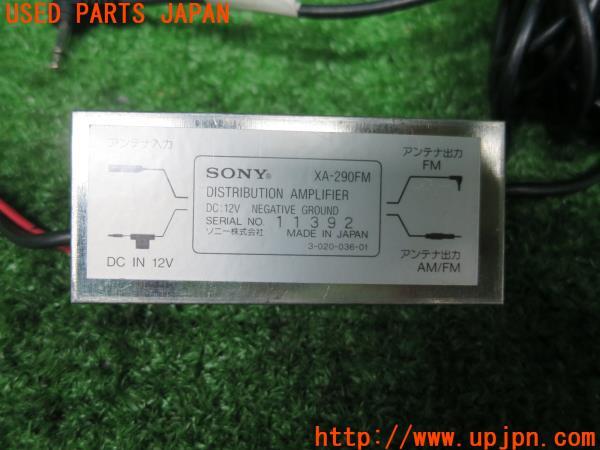 USED PARTS JAPAN
アンテナ入力
DC IN 12V
SONY®
XA-290FM
DISTRIBUTION AMPLIFIER
DC:12V NEGATIVE GROUND
SERIAL NO. 11392
ソニー株式会社 MADE IN JAPAN
3-020-036-01
アンテナ出力
FM
アンテナ出力
AM/FM
http://www.upjpn.com/